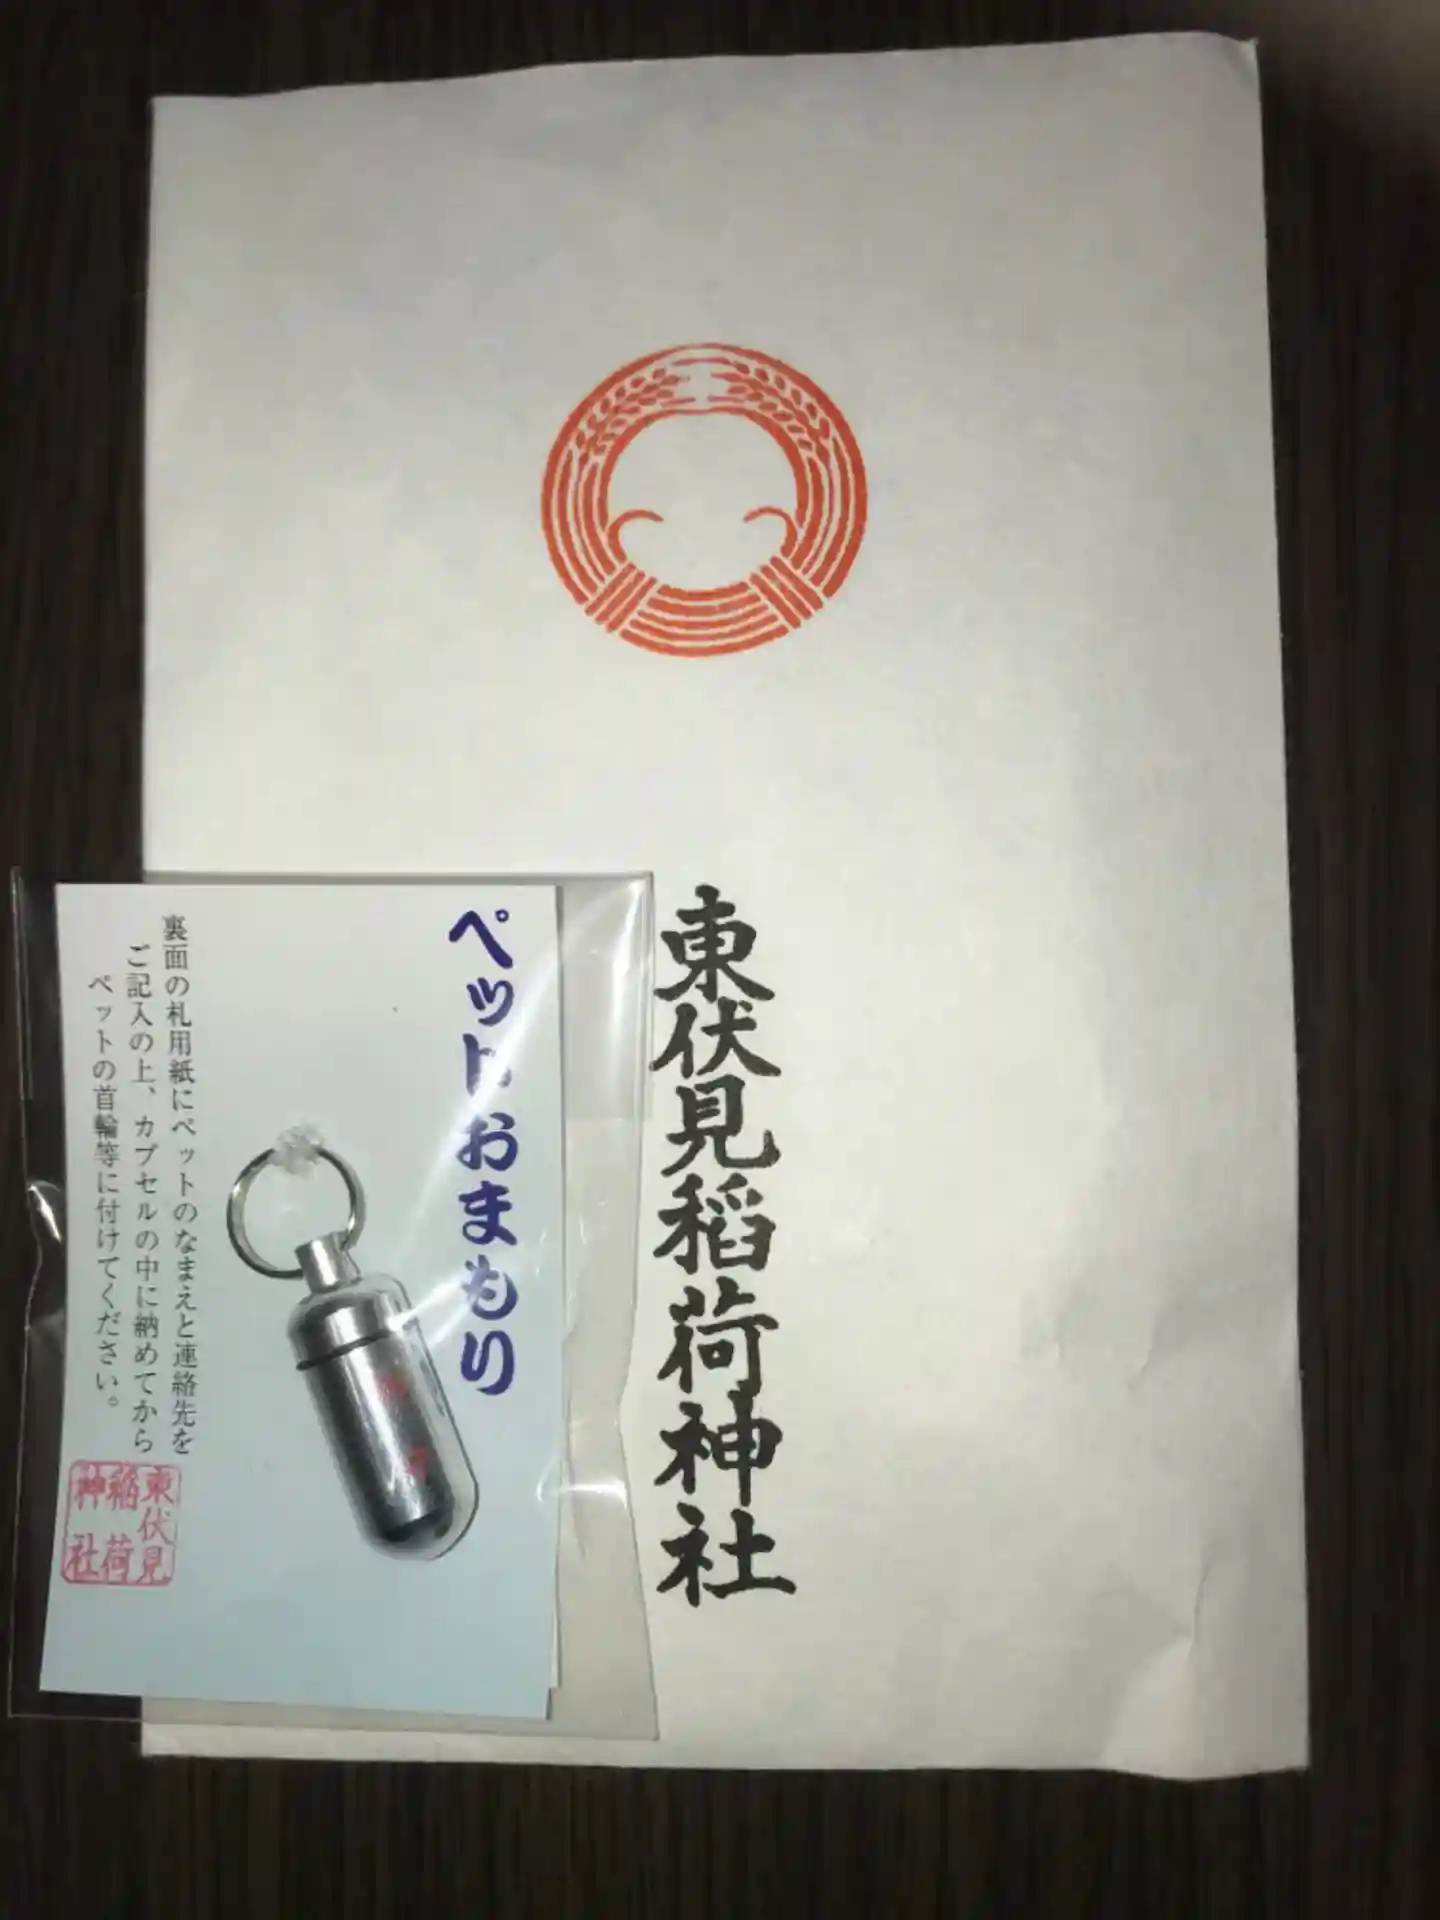 東伏見稲荷神社
ペットおまもり
裏面の札用紙にペットのなまえと連絡先を
ご記入の上、カプセルの中に納めてから
ペットの首輪等に付けてください。
東伏見
稲荷
神社